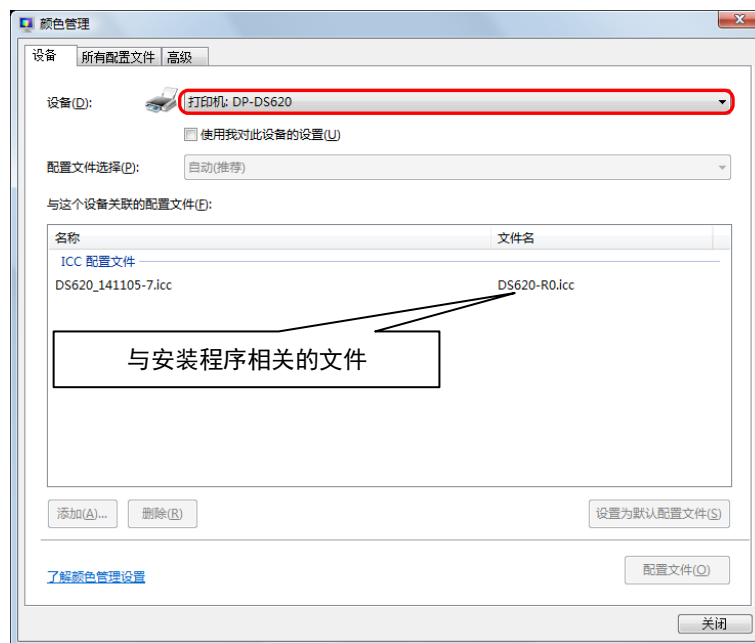 颜色管理
设备 所有配置文件 高级
设备(D): 打印机: DP-DS620
使用我对此设备的设置(U)
配置文件选择(P): 自动(推荐)
与这个设备关联的配置文件(F):
名称 文件名
ICC 配置文件
DS620_141105-7.icc DS620-R0.icc
与安装程序相关的文件
添加(A)... 删除(R) 设置为默认配置文件(S)
了解颜色管理设置 配置文件(O)
关闭